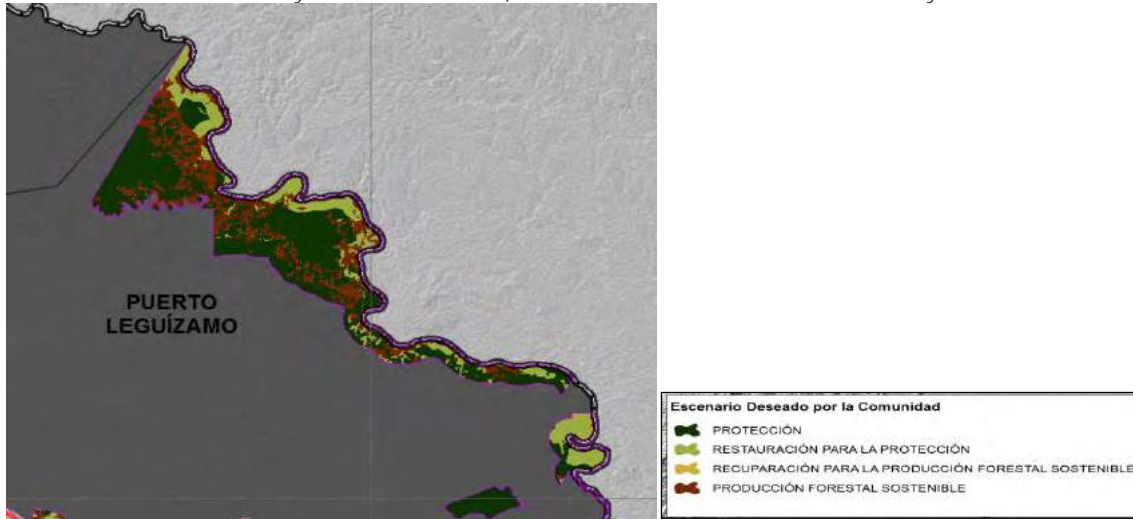 PUERTO
LEGUÍZAMO
Escenario Deseado por la Comunidad
PROTECCIÓN
RESTAURACIÓN PARA LA PROTECCIÓN
RECUPARACIÓN PARA LA PRODUCCIÓN FORESTAL SOSTENIBLE
PRODUCCIÓN FORESTAL SOSTENIBLE